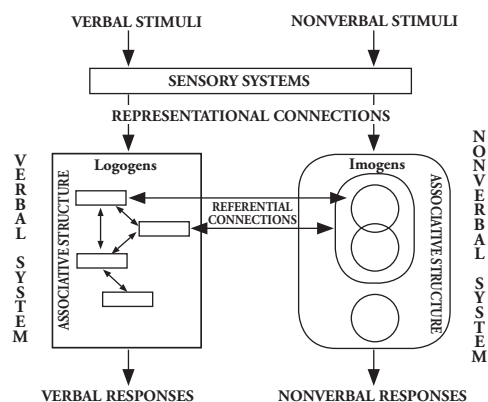 VERBAL STIMULI
NONVERBAL STIMULI
SENSORY SYSTEMS
REPRESENTATIONAL CONNECTIONS
VERBAL SYSTEM
ASSOCIATIVE STRUCTURE
Logogens
REFERENTIAL
CONNECTIONS
Imogens
ASSOCIATIVE STRUCTURE
NONVERBAL SYSTEM
VERBAL RESPONSES
NONVERBAL RESPONSES